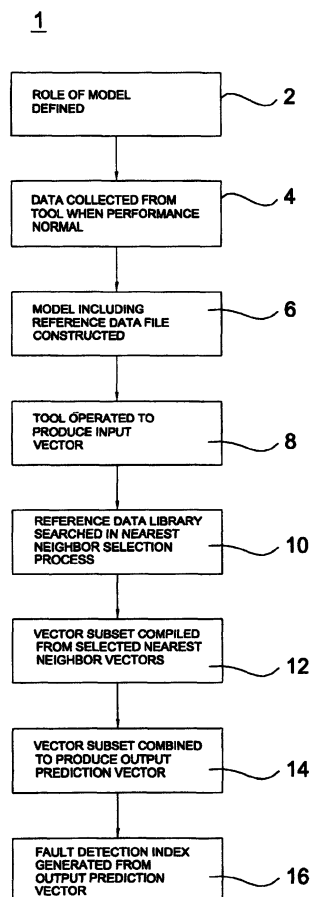 1
ROLE OF MODEL
DEFINED
2
DATA COLLECTED FROM
TOOL WHEN PERFORMANCE
NORMAL
4
MODEL INCLUDING
REFERENCE DATA FILE
CONSTRUCTED
6
TOOL OPERATED TO
PRODUCE INPUT
VECTOR
8
REFERENCE DATA LIBRARY
SEARCHED IN NEAREST
NEIGHBOR SELECTION
PROCESS
10
VECTOR SUBSET COMPILED
FROM SELECTED NEAREST
NEIGHBOR VECTORS
12
VECTOR SUBSET COMBINED
TO PRODUCE OUTPUT
PREDICTION VECTOR
14
FAULT DETECTION INDEX
GENERATED FROM
OUTPUT PREDICTION
VECTOR
16